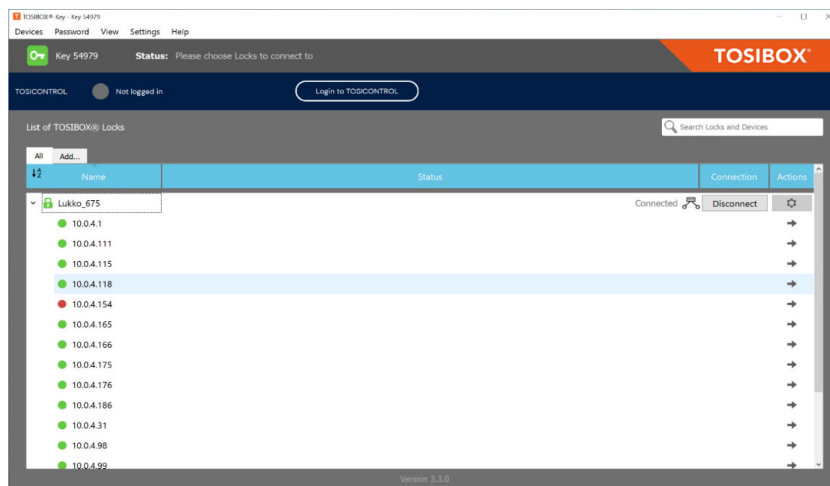 TOSIBOX® Key - Key 54979
Devices Password View Settings Help
Key 54979 Status: Please choose Locks to connect to
TOSIBOX®
TOSICONTROL Not logged in Login to TOSICONTROL
List of TOSIBOX(®) Locks Search Locks and Devices
All Add...
Name Status Connection Actions
Lukko_675 Connected Disconnect
10.0.4.1
10.0.4.111
10.0.4.115
10.0.4.118
10.0.4.154
10.0.4.165
10.0.4.166
10.0.4.175
10.0.4.176
10.0.4.186
10.0.4.31
10.0.4.98
10.0.4.99
Version 3.3.0